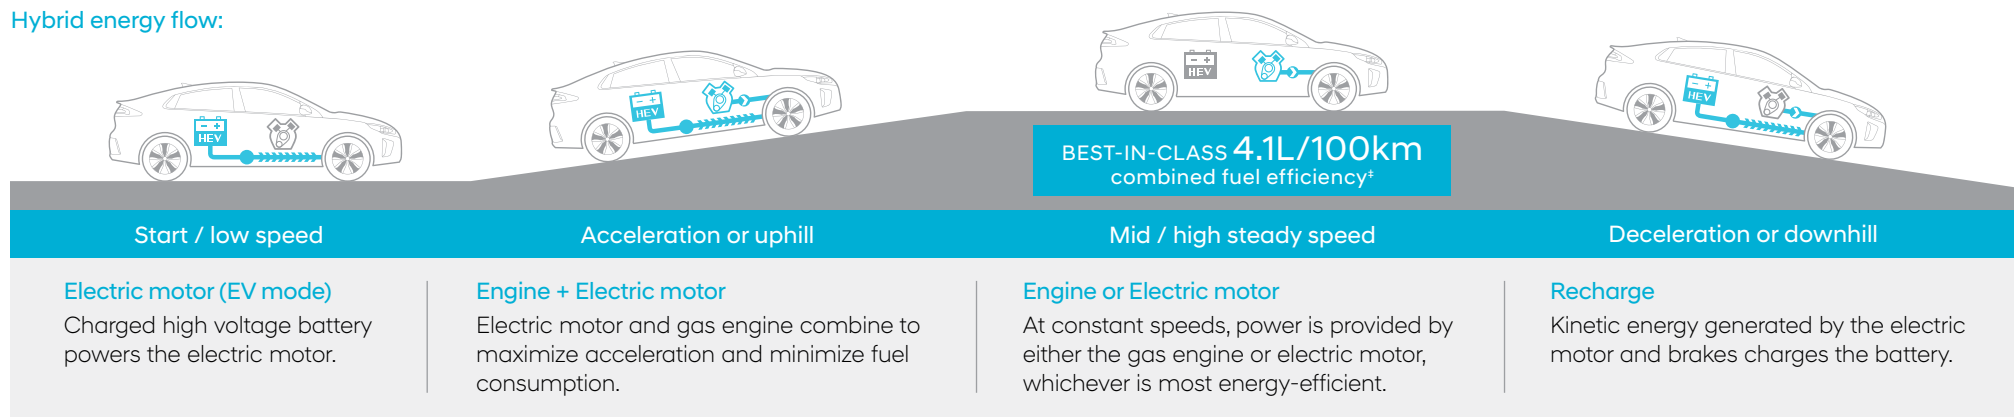 Hybrid energy flow:
HEV
HEV
HEV
HEV
BEST-IN-CLASS 4.1L/100km
combined fuel efficiency‡
Start / low speed
Acceleration or uphill
Mid / high steady speed
Deceleration or downhill
Electric motor (EV mode)
Charged high voltage battery
powers the electric motor.
Engine + Electric motor
Electric motor and gas engine combine to
maximize acceleration and minimize fuel
consumption.
Engine or Electric motor
At constant speeds, power is provided by
either the gas engine or electric motor,
whichever is most energy-efficient.
Recharge
Kinetic energy generated by the electric
motor and brakes charges the battery.